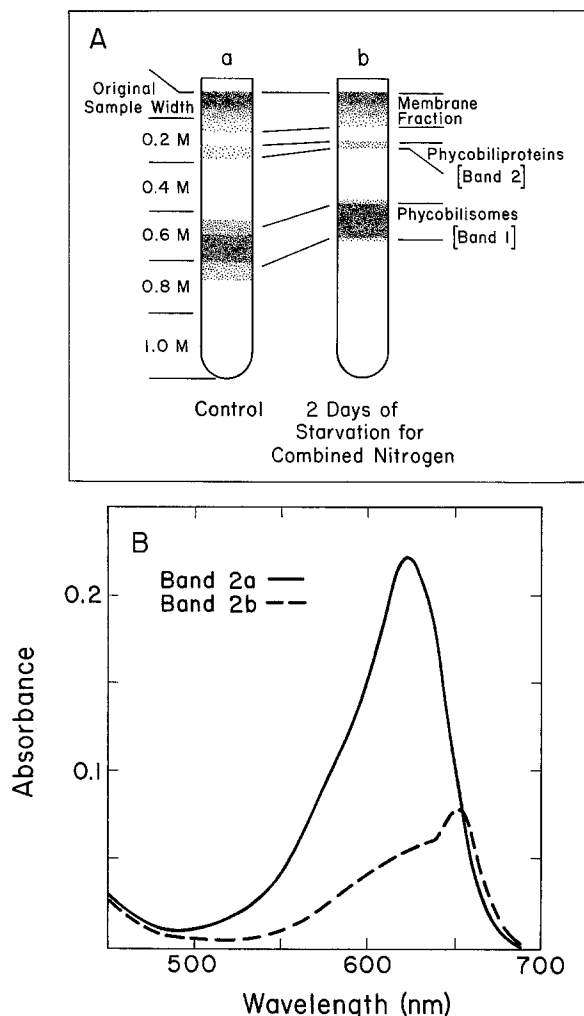 A
a
b
Original
Sample Width
Membrane
Fraction
0.2 M
Phycobiliproteins
[Band 2]
0.4 M
Phycobilisomes
[Band 1]
0.6 M
0.8 M
1.0 M
Control
2 Days of
Starvation for
Combined Nitrogen
B
Band 2a
Band 2b
0.2
0.1
Absorbance
500
600
700
Wavelength (nm)